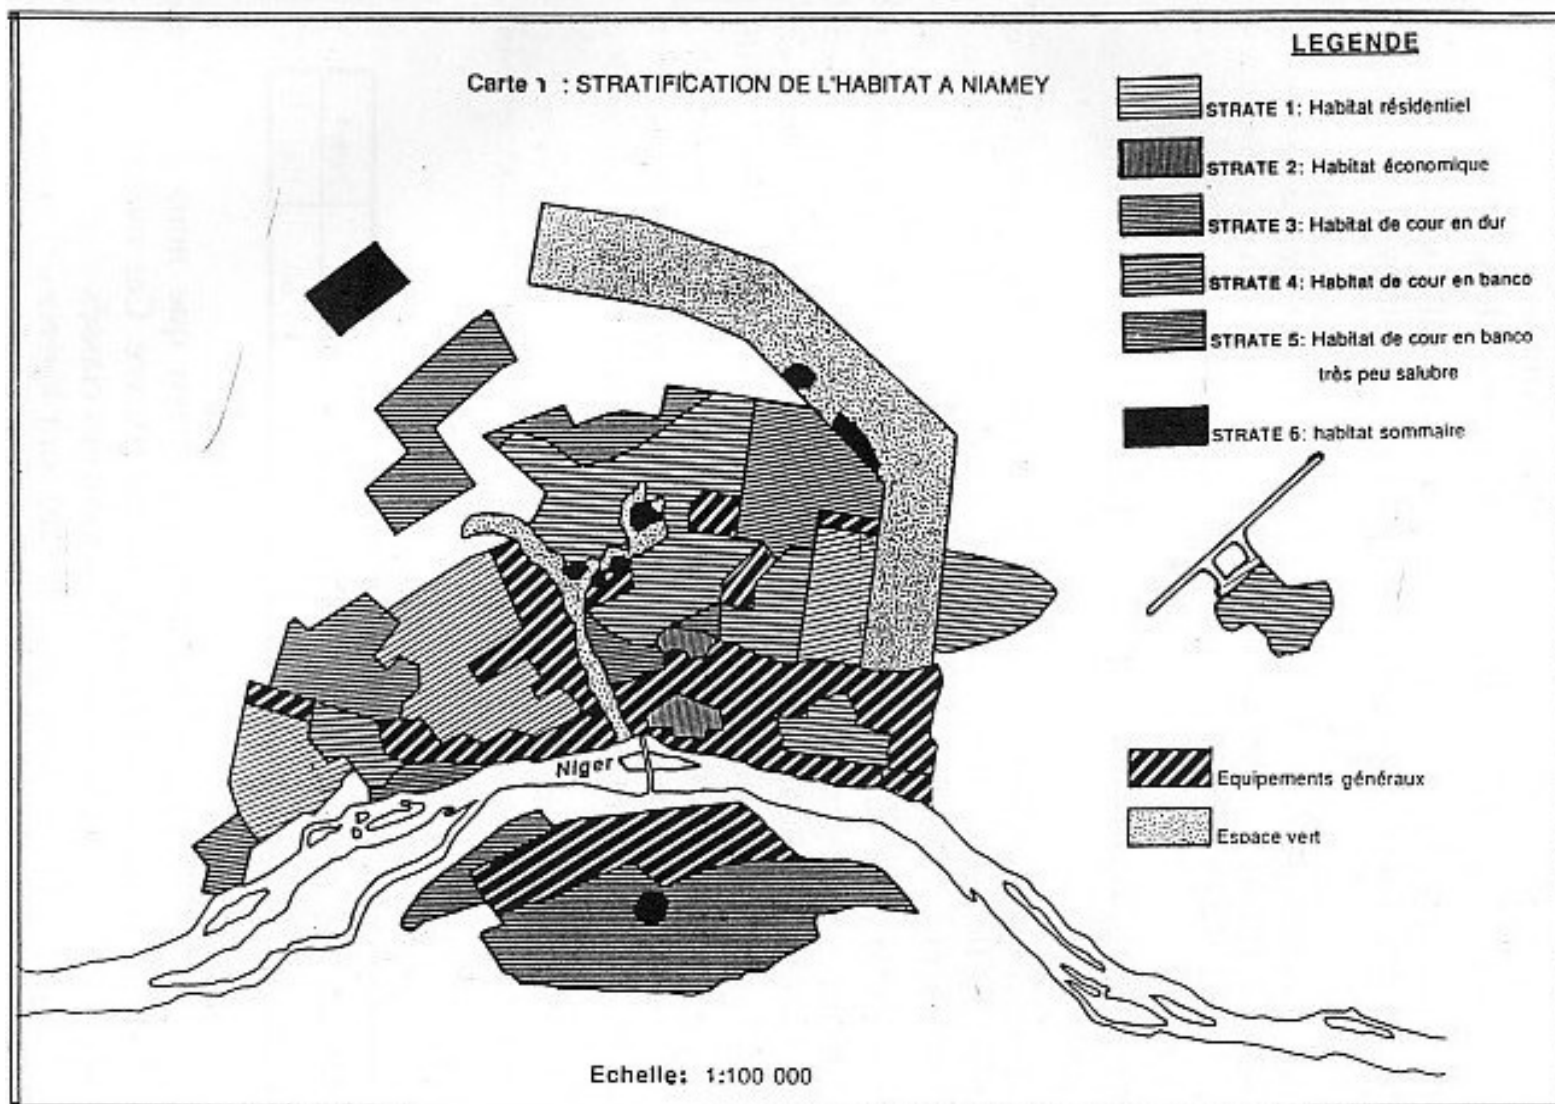 Carte 1 : STRATIFICATION DE L'HABITAT A NIAMEY
LEGENDE
STRATE 1: Habitat résidentiel
STRATE 2: Habitat économique
STRATE 3: Habitat de cour en dur
STRATE 4: Habitat de cour en banco
STRATE 5: Habitat de cour en banco
très peu salubre
STRATE 6: habitat sommaire
Equipements généraux
Espace vert
Niger
Echelle: 1:100 000